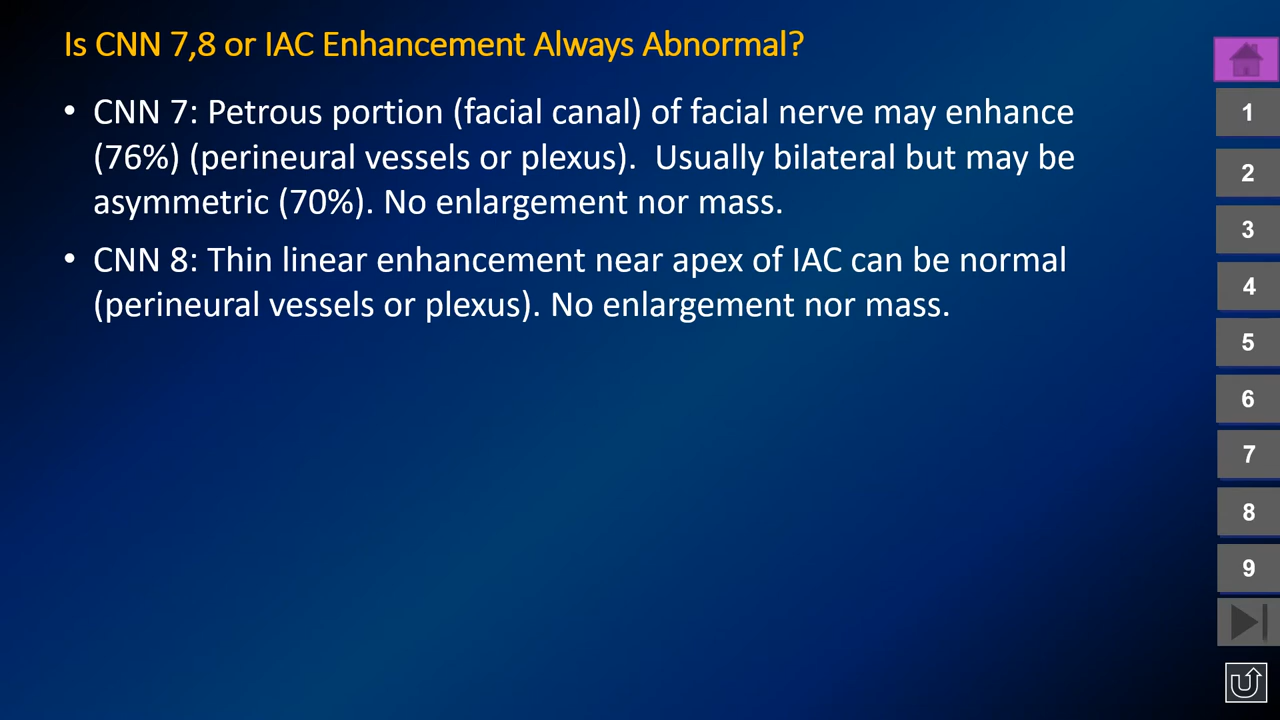 Is CNN 7,8 or IAC Enhancement Always Abnormal?
• CNN 7: Petrous portion (facial canal) of facial nerve may enhance
(76%) (perineural vessels or plexus).  Usually bilateral but may be
asymmetric (70%). No enlargement nor mass.
• CNN 8: Thin linear enhancement near apex of IAC can be normal
(perineural vessels or plexus). No enlargement nor mass.
1
2
3
4
5
6
7
8
9